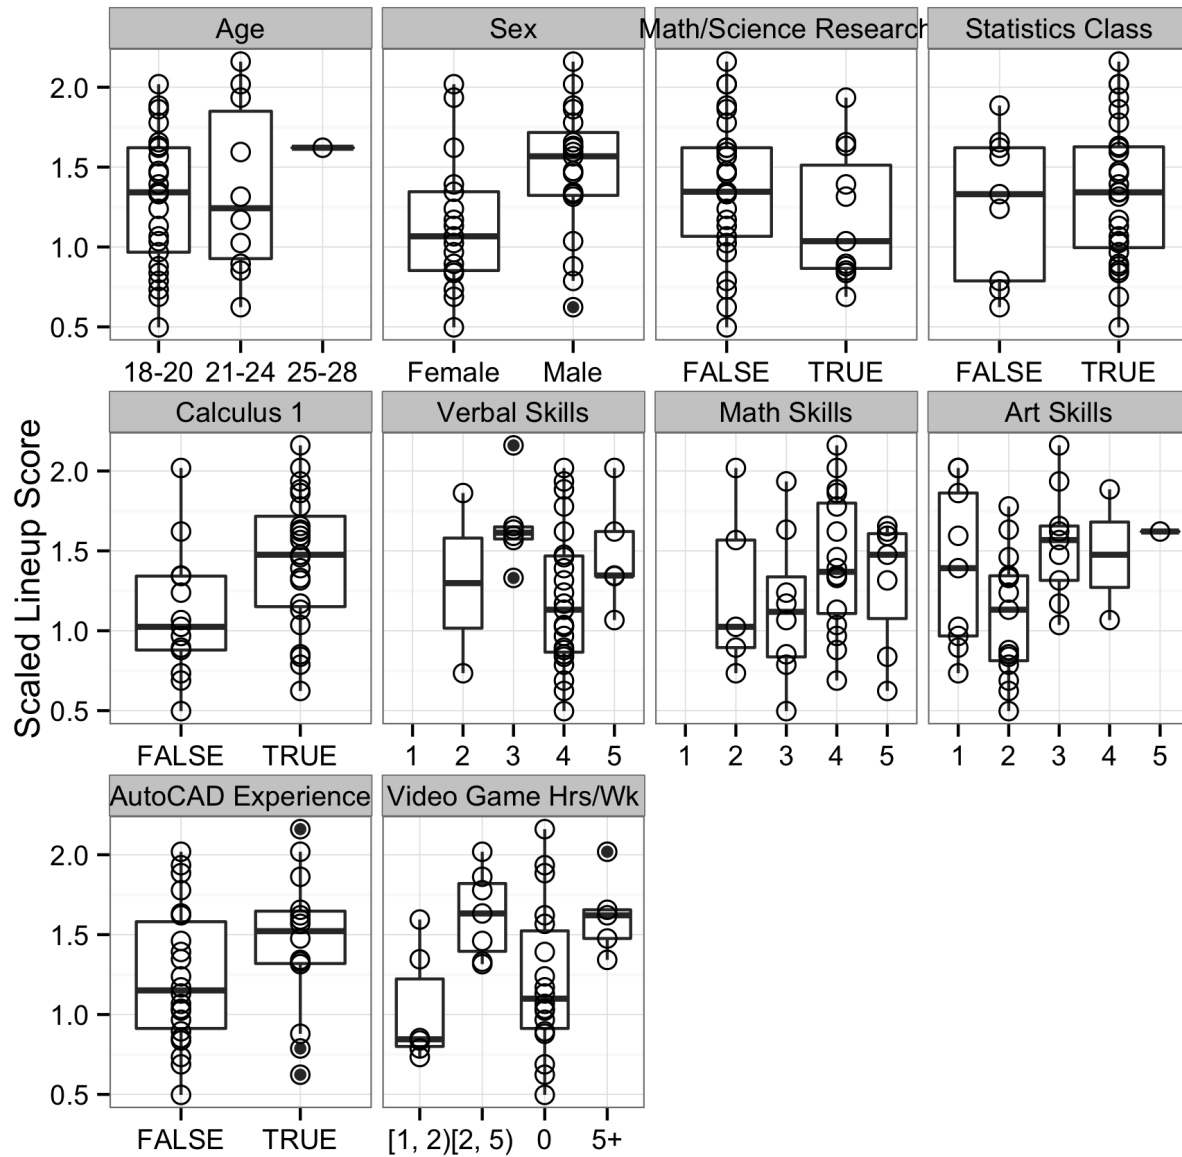 Age Sex Math/Science Research Statistics Class
2.0
1.5
1.0
0.5
18-20 21-24 25-28 Female Male FALSE TRUE FALSE TRUE
Calculus 1 Verbal Skills Math Skills Art Skills
Scaled Lineup Score
2.0
1.5
1.0
0.5
FALSE TRUE 1 2 3 4 5 1 2 3 4 5 1 2 3 4 5
AutoCAD Experience Video Game Hrs/Wk
2.0
1.5
1.0
0.5
FALSE TRUE [1, 2) [2, 5) 0 5+